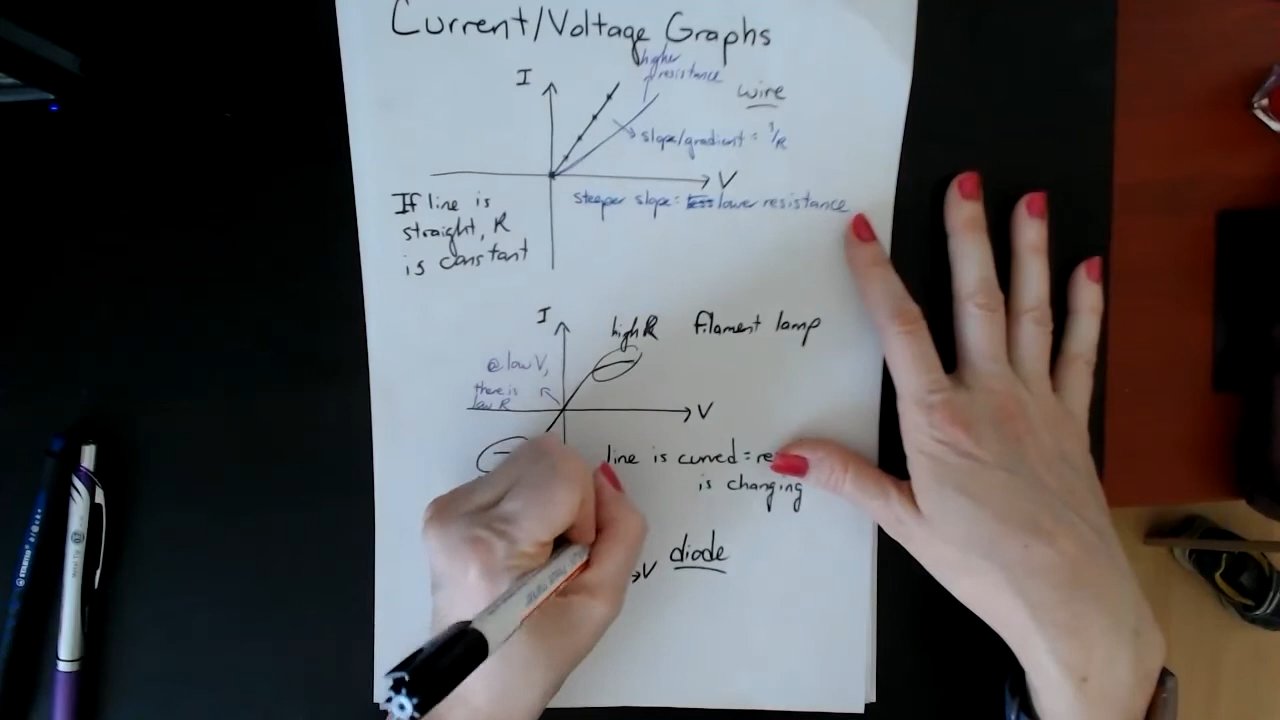 Current/Voltage Graphs
I
higher
resistance
wire
slope/gradient = 1/R
V
steeper slope: lower resistance
If line is
straight, R
is constant
I
high R
filament lamp
@ low V,
there is
low R
V
line is curved = re
is changing
diode
V